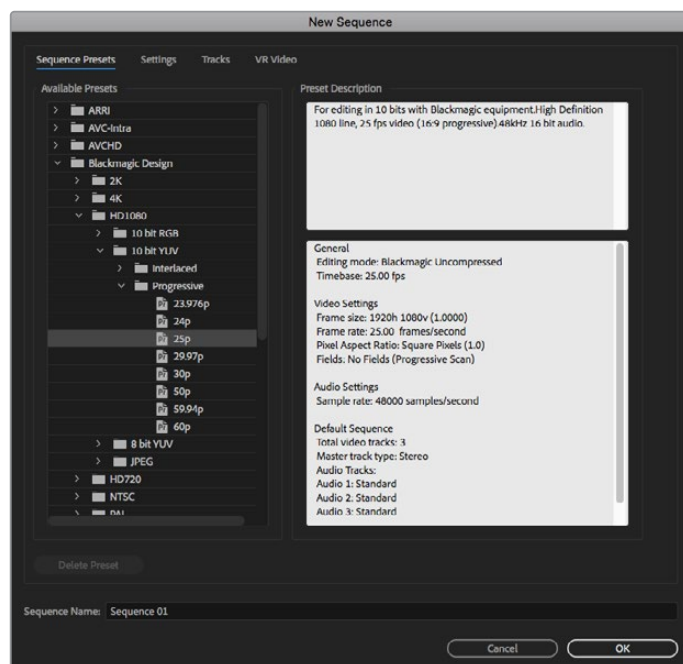 New Sequence
Sequence Presets Settings Tracks VR Video
Available Presets
ARRI
AVC-Intra
AVCHD
Blackmagic Design
2K
4K
HD1080
10 bit RGB
10 bit YUV
Interlaced
Progressive
23.976p
24p
25p
29.97p
30p
50p
59.94p
60p
8 bit YUV
JPEG
HD720
NTSC
PAL
Delete Preset
Preset Description
For editing in 10 bits with Blackmagic equipment.High Definition
1080 line, 25 fps video (16:9 progressive).48kHz 16 bit audio.
General
Editing mode: Blackmagic Uncompressed
Timebase: 25.00 fps
Video Settings
Frame size: 1920h 1080v (1.0000)
Frame rate: 25.00 frames/second
Pixel Aspect Ratio: Square Pixels (1.0)
Fields: No Fields (Progressive Scan)
Audio Settings
Sample rate: 48000 samples/second
Default Sequence
Total video tracks: 3
Master track type: Stereo
Audio Tracks:
Audio 1: Standard
Audio 2: Standard
Audio 3: Standard
Sequence Name: Sequence 01
Cancel OK